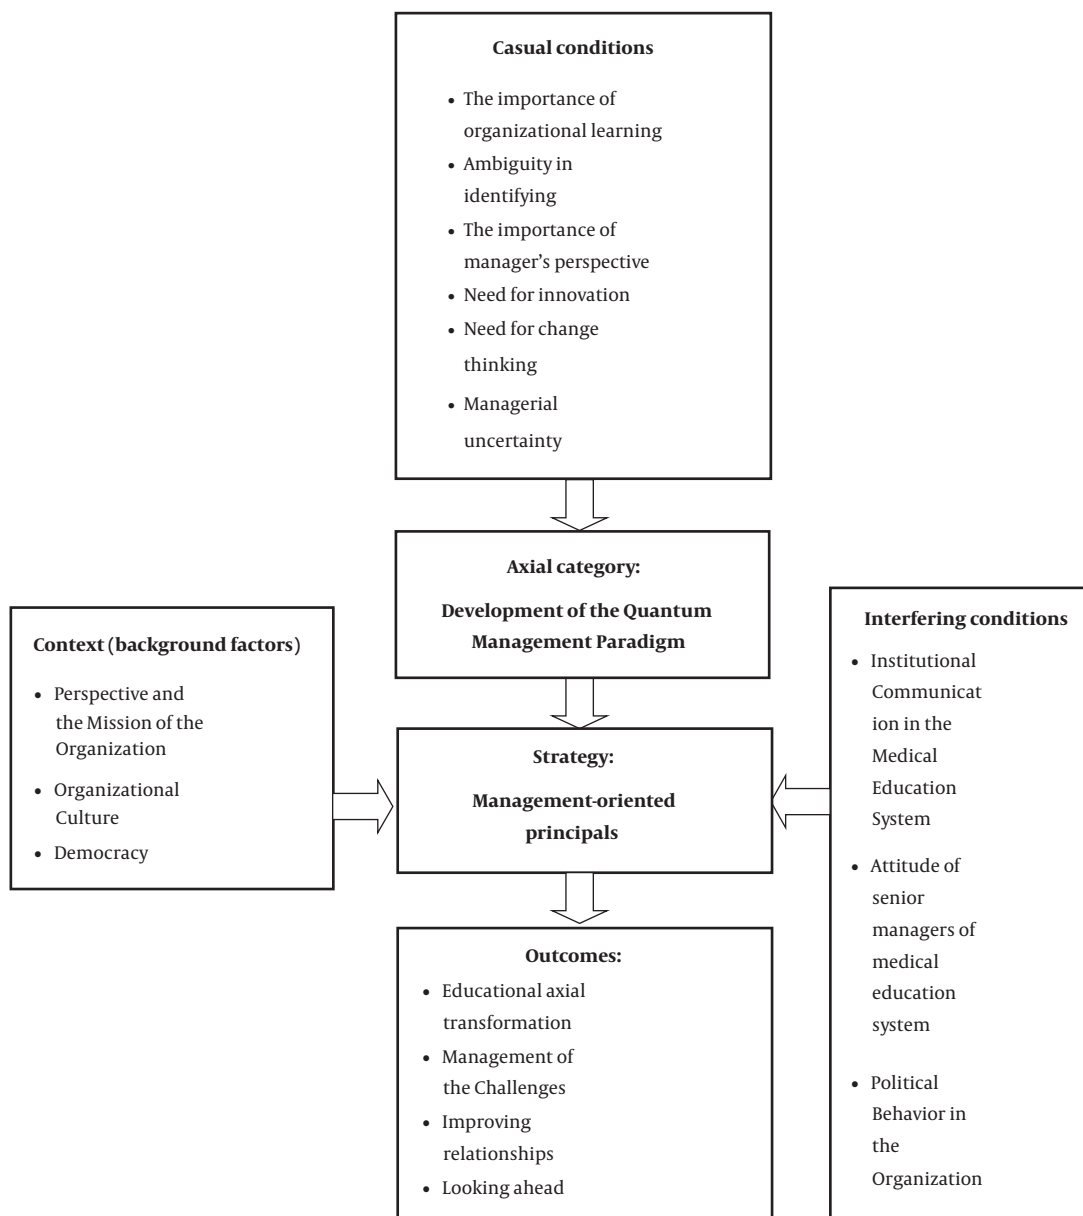 Casual conditions
• The importance of
organizational learning
• Ambiguity in
identifying
• The importance of
manager's perspective
• Need for innovation
• Need for change
thinking
• Managerial
uncertainty
Axial category:
Development of the Quantum
Management Paradigm
Context (background factors)
• Perspective and
the Mission of the
Organization
• Organizational
Culture
• Democracy
Strategy:
Management-oriented
principals
Interfering conditions
• Institutional
Communicat
ion in the
Medical
Education
System
• Attitude of
senior
managers of
medical
education
system
• Political
Behavior in
the
Organization
Outcomes:
• Educational axial
transformation
• Management of
the Challenges
• Improving
relationships
• Looking ahead